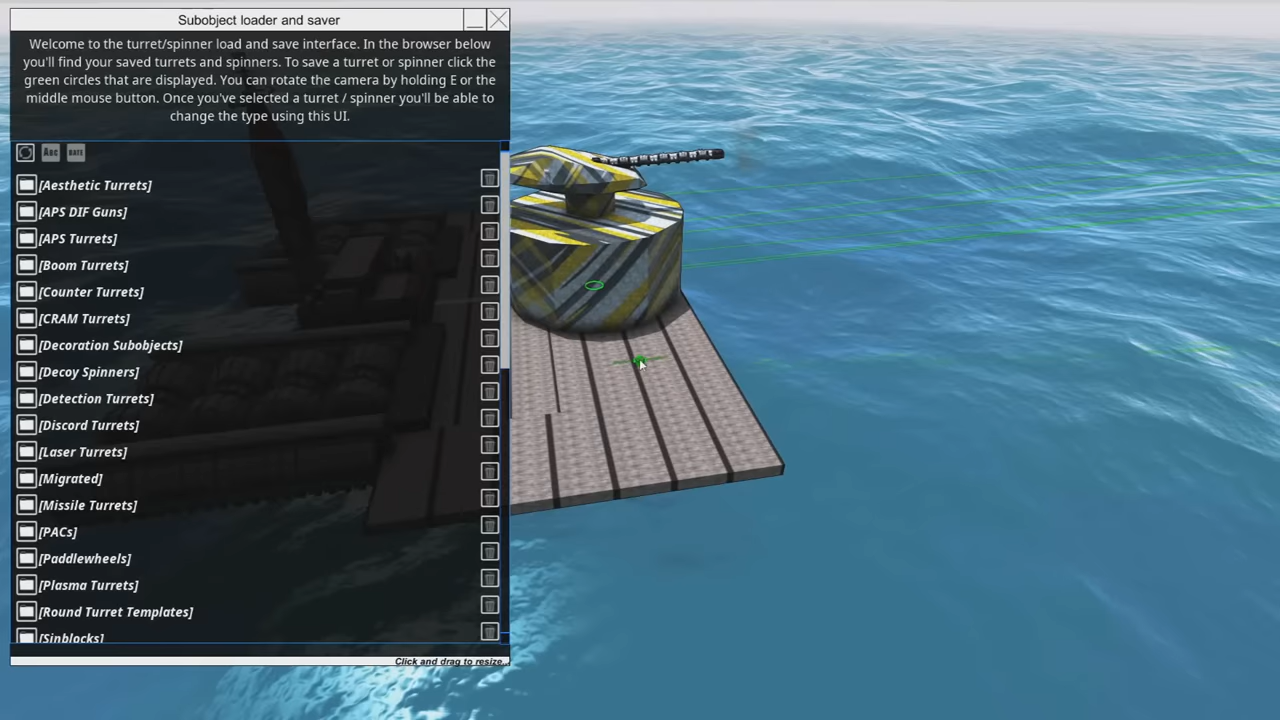 Subobject loader and saver
Welcome to the turret/spinner load and save interface. In the browser below
you'll find your saved turrets and spinners. To save a turret or spinner click the
green circles that are displayed. You can rotate the camera by holding E or the
middle mouse button. Once you've selected a turret / spinner you'll be able to
change the type using this UI.
ABC DATE
[Aesthetic Turrets]
[APS DIF Guns]
[APS Turrets]
[Boom Turrets]
[Counter Turrets]
[CRAM Turrets]
[Decoration Subobjects]
[Decoy Spinners]
[Detection Turrets]
[Discord Turrets]
[Laser Turrets]
[Migrated]
[Missile Turrets]
[PACs]
[Paddlewheels]
[Plasma Turrets]
[Round Turret Templates]
[Sinblocks]
Click and drag to resize...